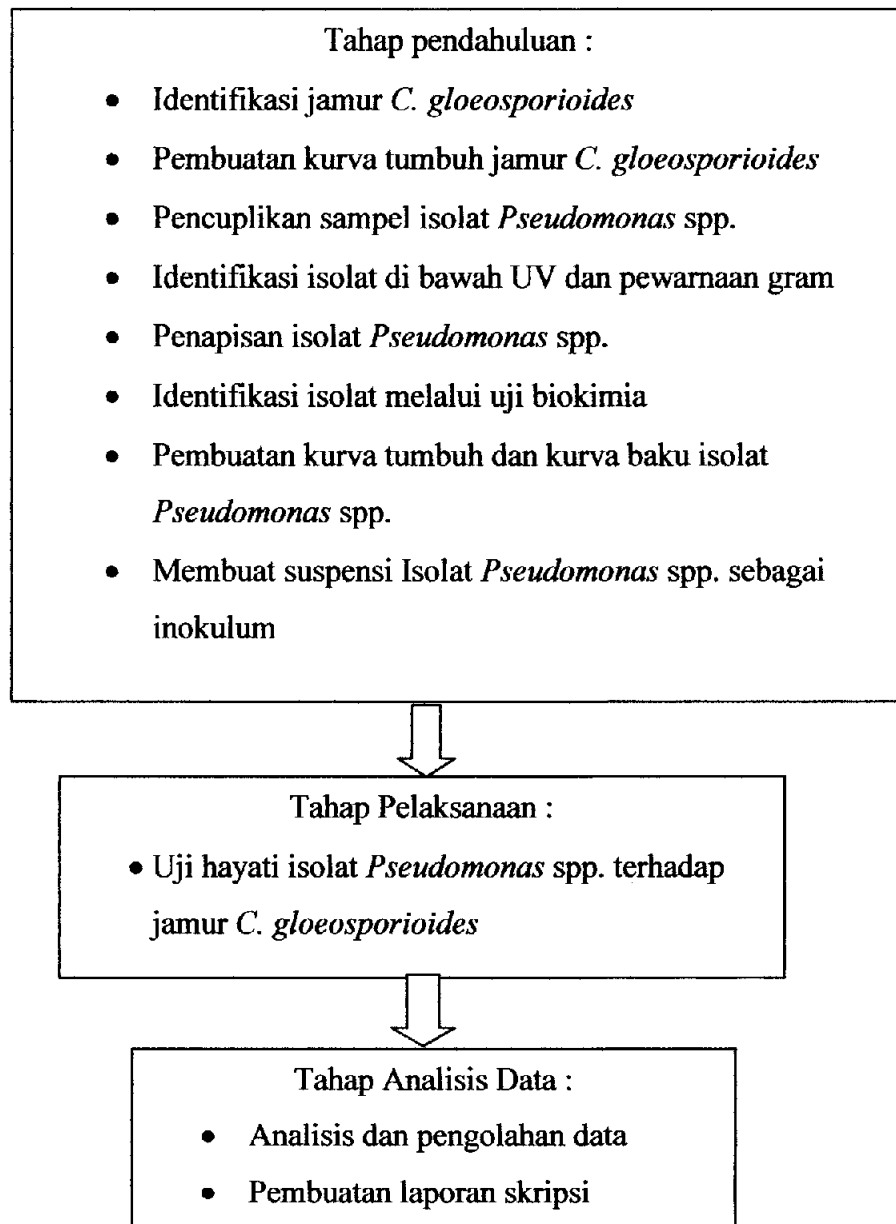 Tahap pendahuluan :
• Identifikasi jamur C. gloeosporioides
• Pembuatan kurva tumbuh jamur C. gloeosporioides
• Pencuplikan sampel isolat Pseudomonas spp.
• Identifikasi isolat di bawah UV dan pewarnaan gram
• Penapisan isolat Pseudomonas spp.
• Identifikasi isolat melalui uji biokimia
• Pembuatan kurva tumbuh dan kurva baku isolat
Pseudomonas spp.
• Membuat suspensi Isolat Pseudomonas spp. sebagai
inokulum
Tahap Pelaksanaan :
• Uji hayati isolat Pseudomonas spp. terhadap
jamur C. gloeosporioides
Tahap Analisis Data :
• Analisis dan pengolahan data
• Pembuatan laporan skripsi